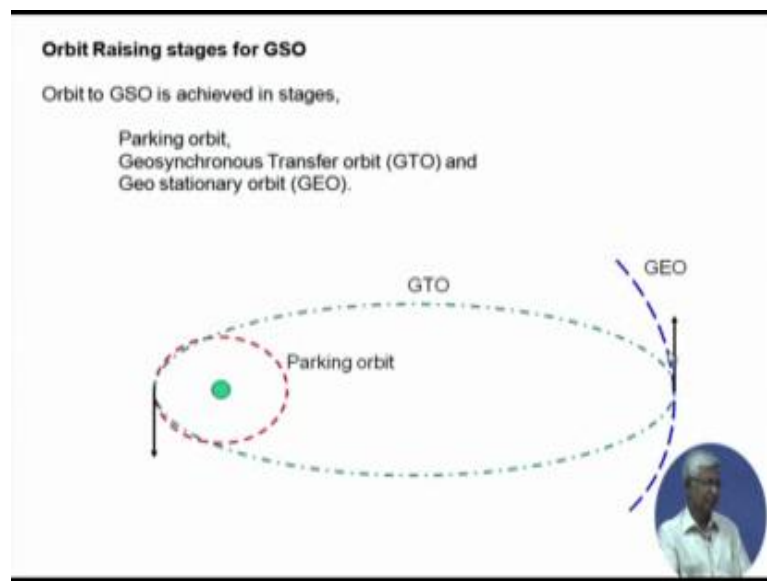 Orbit Raising stages for GSO
Orbit to GSO is achieved in stages,
Parking orbit,
Geosynchronous Transfer orbit (GTO) and
Geo stationary orbit (GEO).
GEO
GTO
Parking orbit